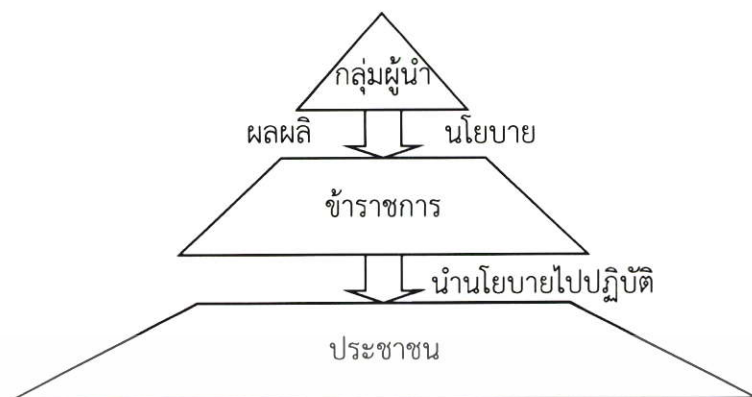 กลุ่มผู้นำ
ผลผลิ นโยบาย
ข้าราชการ
นำนโยบายไปปฏิบัติ
ประชาชน